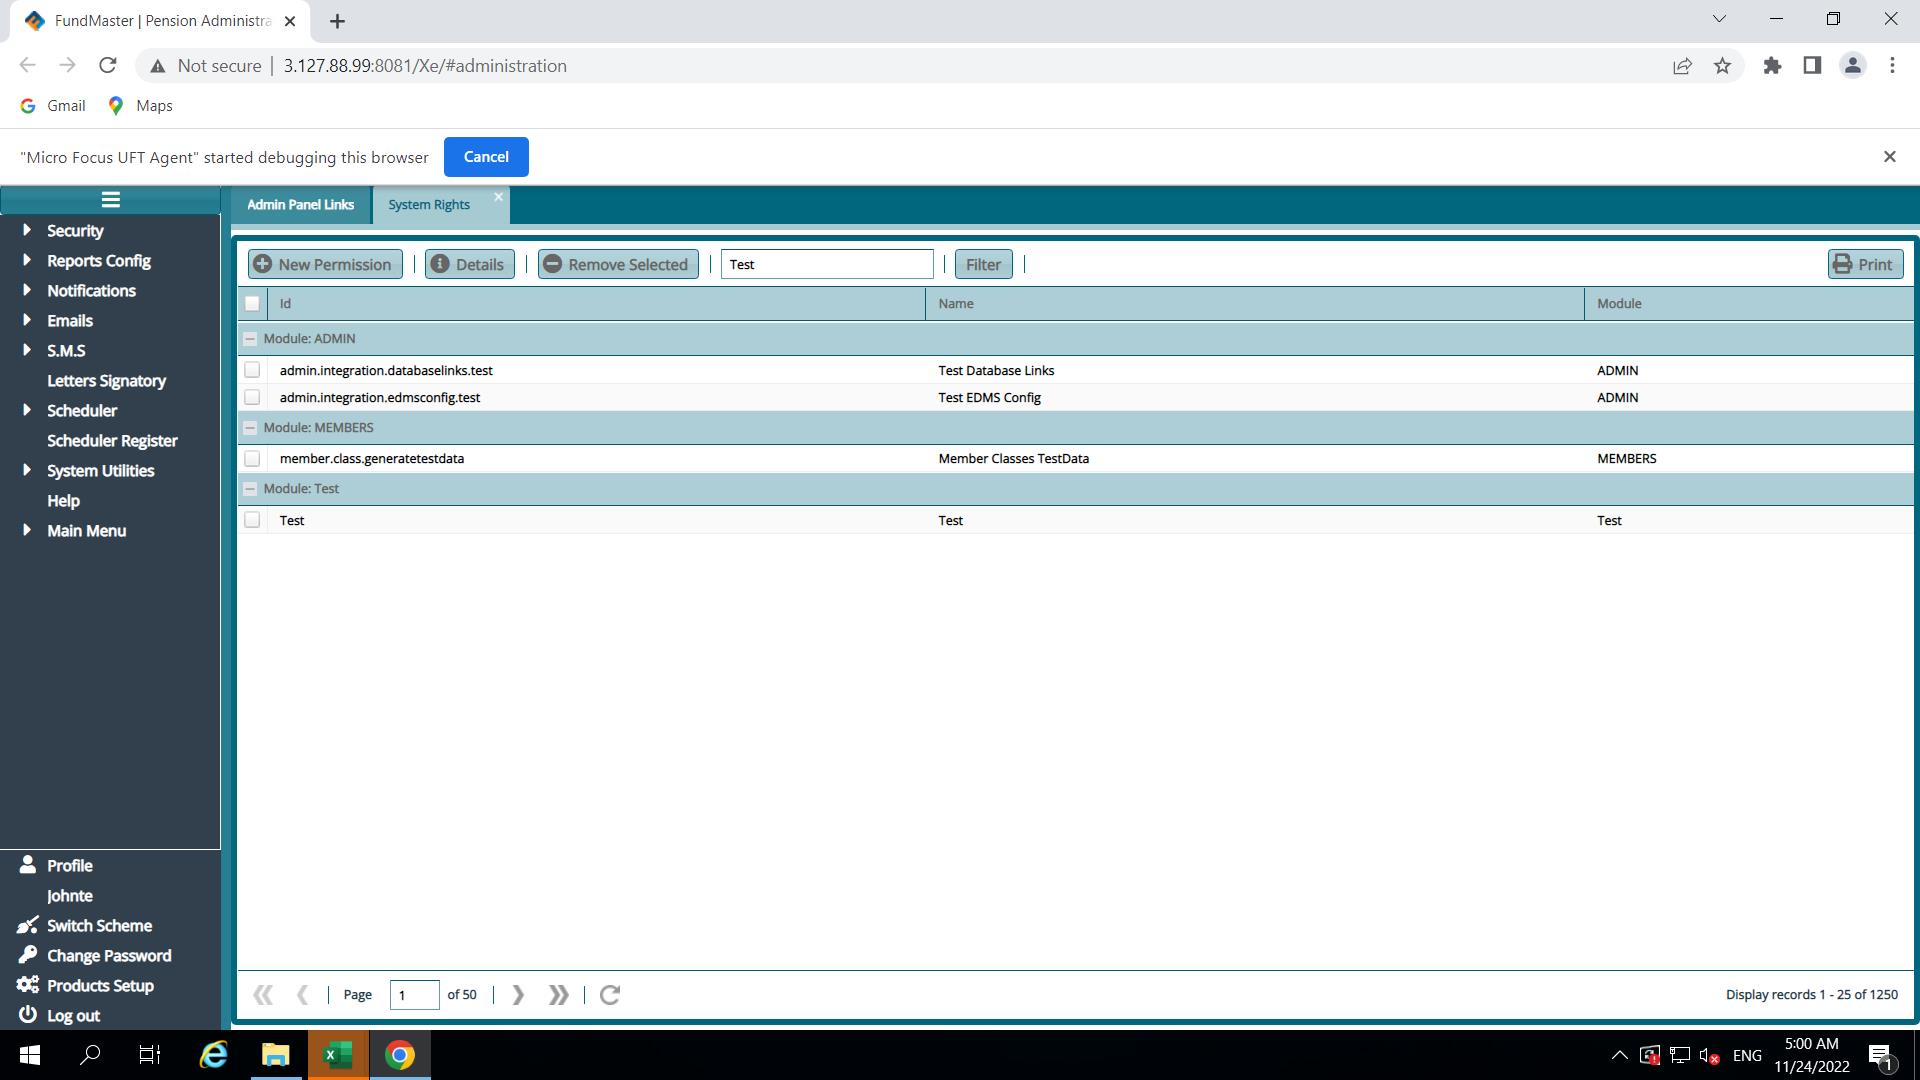 FundMaster | Pension Administra
Not secure | 3.127.88.99:8081/Xe/#administration
Gmail Maps
"Micro Focus UFT Agent" started debugging this browser Cancel
Admin Panel Links System Rights
Security
Reports Config
Notifications
Emails
S.M.S
Letters Signatory
Scheduler
Scheduler Register
System Utilities
Help
Main Menu
New Permission | Details | Remove Selected | Test | Filter | Print
Id Name Module
Module: ADMIN
admin.integration.databaselinks.test Test Database Links ADMIN
admin.integration.edmsconfig.test Test EDMS Config ADMIN
Module: MEMBERS
member.class.generatetestdata Member Classes TestData MEMBERS
Module: Test
Test Test Test
Profile
Johnte
Switch Scheme
Change Password
Products Setup
Log out
Page 1 of 50 Display records 1 - 25 of 1250
ENG 5:00 AM
11/24/2022 1